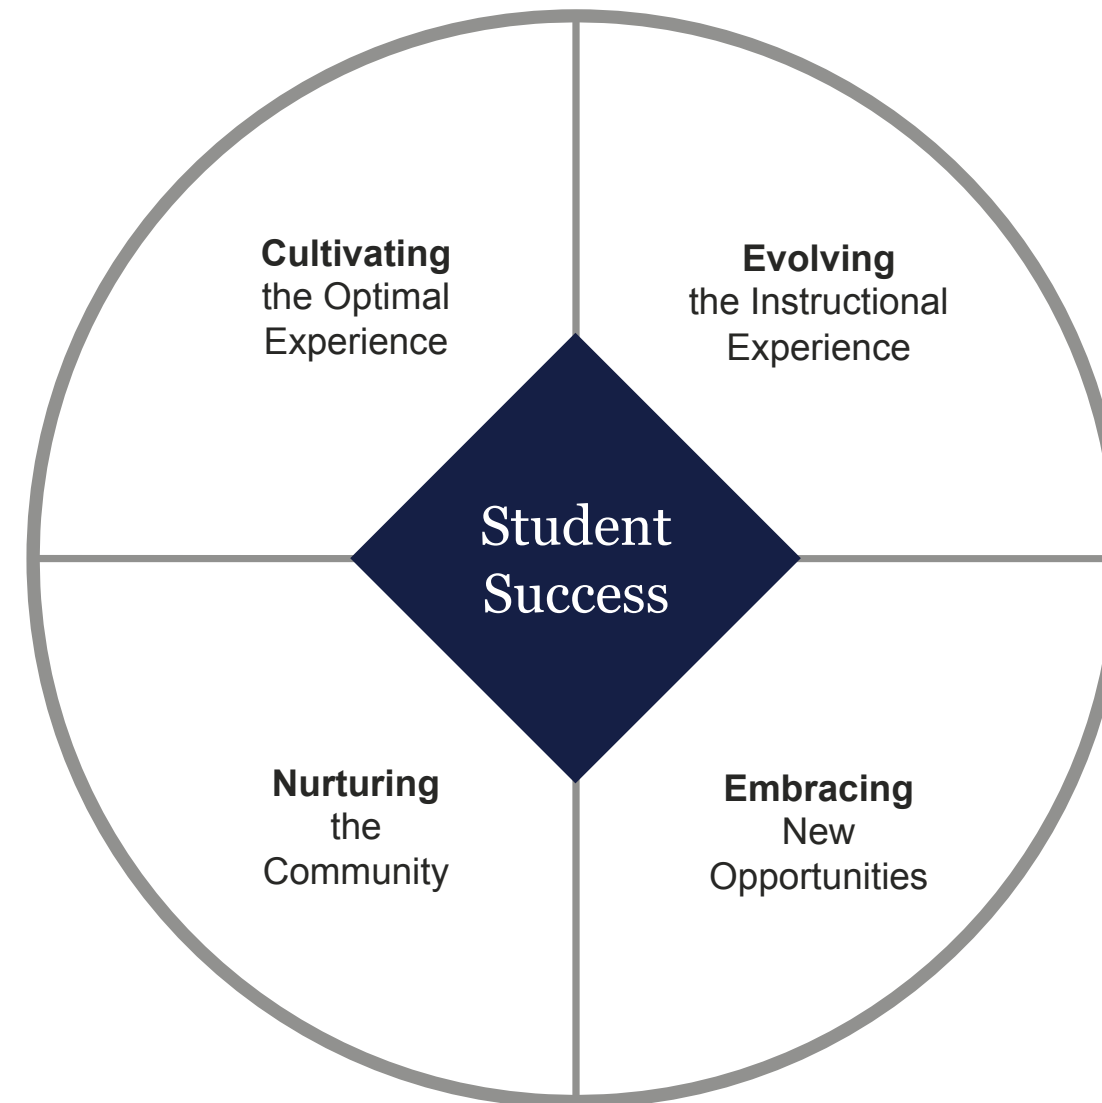 Cultivating
the Optimal
Experience
Evolving
the Instructional
Experience
Student
Success
Nurturing
the
Community
Embracing
New
Opportunities